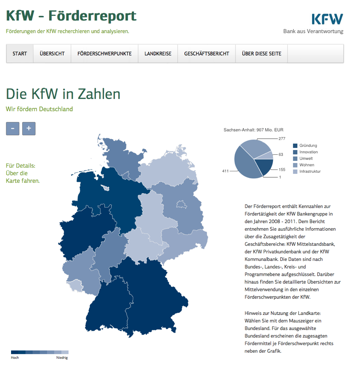 KfW - Förderreport
Förderungen der KfW recherchieren und analysieren.
KFW
Bank aus Verantwortung
START ÜBERSICHT FÖRDERSCHWERPUNKTE LANDKREISE GESCHÄFTSBERICHT ÜBER DIESE SEITE
Die KfW in Zahlen
Wir fördern Deutschland
- +
Für Details:
Über die
Karte fahren.
Sachsen-Anhalt: 907 Mio. EUR
277
63
155
1
411
Gründung
Innovation
Umwelt
Wohnen
Infrastruktur
Der Förderreport enthält Kennzahlen zur
Fördertätigkeit der KfW Bankengruppe
in den Jahren 2008 - 2011. Dem Bericht
entnehmen Sie ausführliche Informationen
über die Zusagetätigkeit der
Geschäftsbereiche KfW Mittelstandsbank,
der KfW Privatkundenbank und der KfW
Kommunalbank. Die Daten sind nach
Bundes-, Landes-, Kreis- und
Programmebene aufgeschlüsselt. Darüber
hinaus finden Sie detaillierte Übersichten zur
Mittelverwendung in den einzelnen
Förderschwerpunkten der KfW.
Hinweis zur Nutzung der Landkarte:
Wählen Sie mit dem Mauszeiger ein
Bundesland. Für das ausgewählte
Bundesland erscheinen die zugesagten
Fördermittel je Förderschwerpunkt rechts
neben der Grafik.
Hoch Niedrig